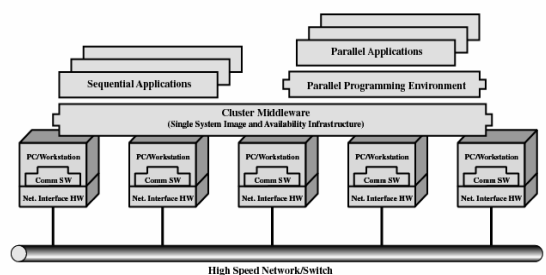 Parallel Applications
Sequential Applications
Parallel Programming Environment
Cluster Middleware
(Single System Image and Availability Infrastructure)
PC/Workstation
PC/Workstation
PC/Workstation
PC/Workstation
PC/Workstation
Comm SW
Comm SW
Comm SW
Comm SW
Comm SW
Net. Interface HW
Net. Interface HW
Net. Interface HW
Net. Interface HW
Net. Interface HW
High Speed Network/Switch